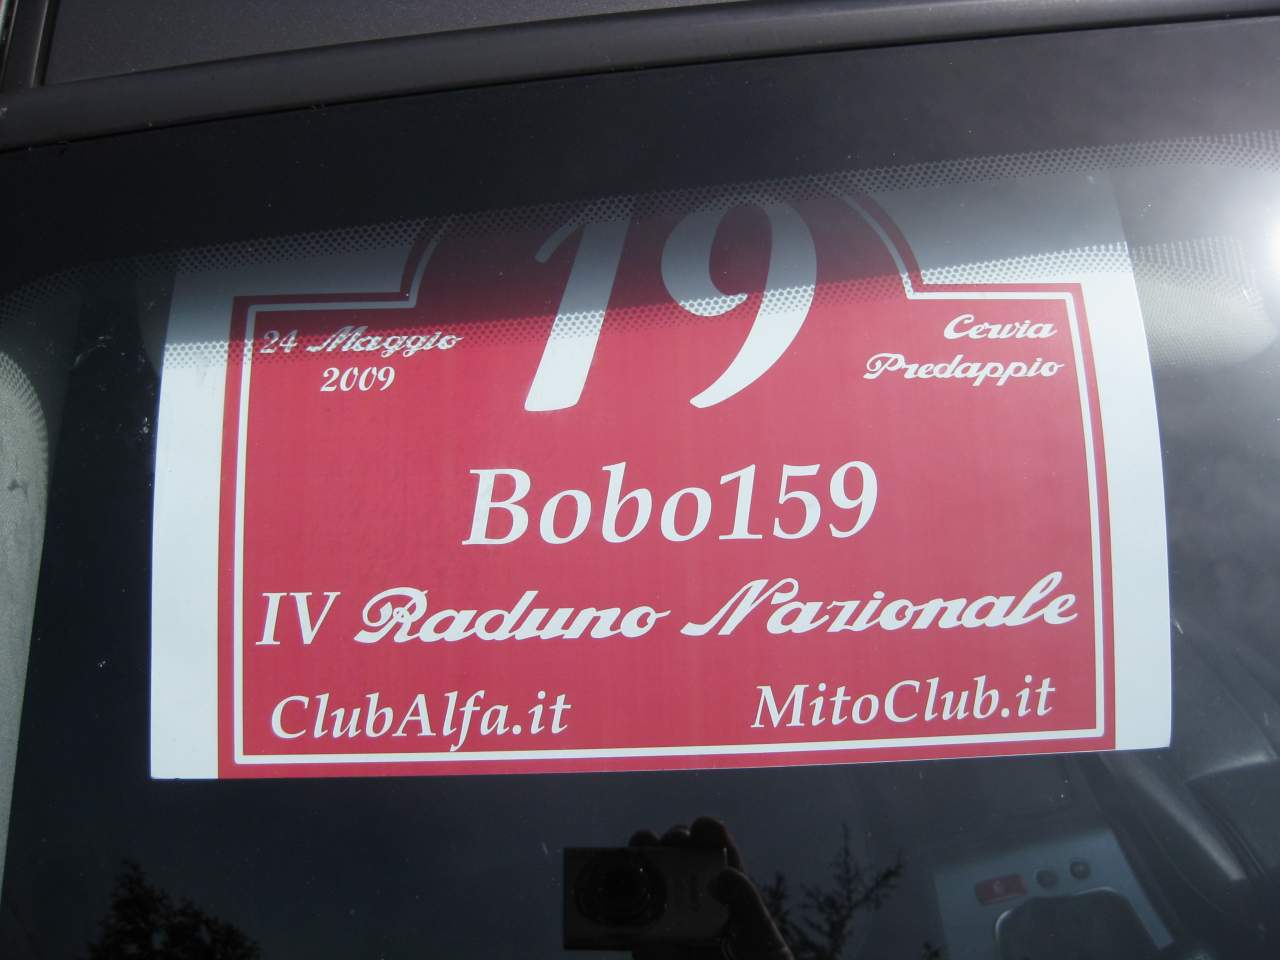 19
24 Maggio
2009
Cervia
Predappio
Bobo159
IV Raduno Nazionale
ClubAlfa.it
MitoClub.it